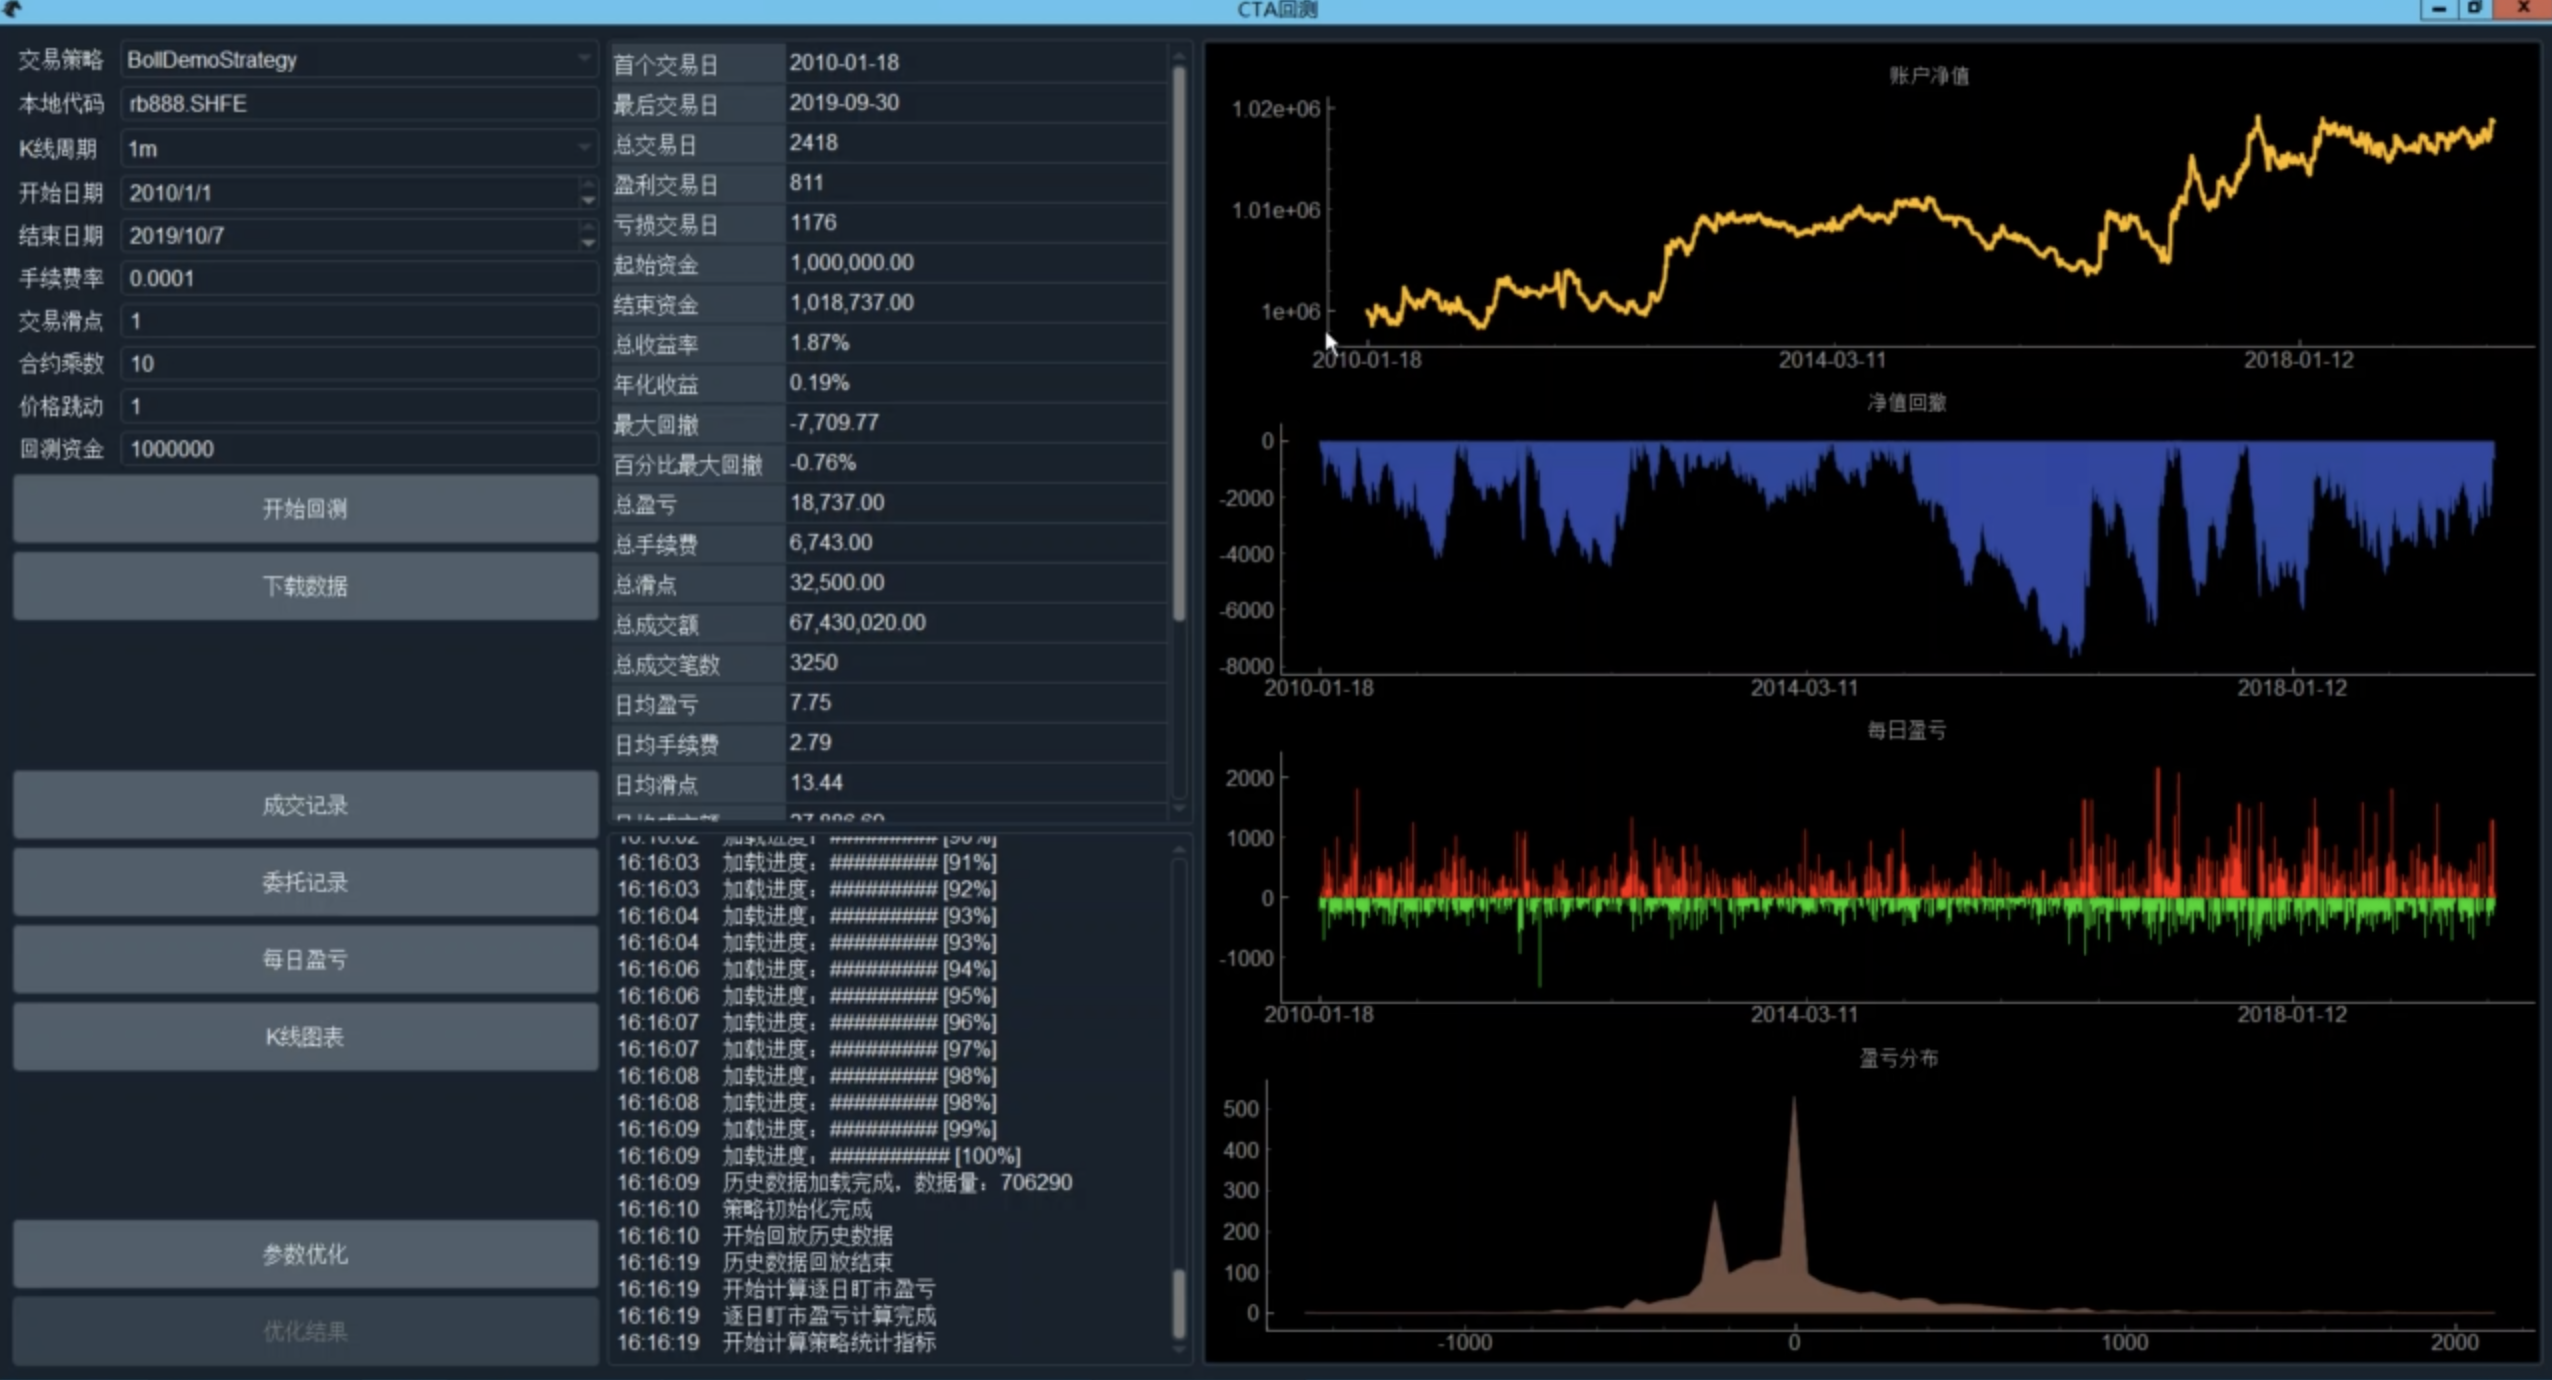 CTA回测
交易策略 BollDemoStrategy
本地代码 rb888.SHFE
K线周期 1m
开始日期 2010/1/1
结束日期 2019/10/7
手续费率 0.0001
交易滑点 1
合约乘数 10
价格跳动 1
回测资金 1000000
开始回测
下载数据
成交记录
委托记录
每日盈亏
K线图表
参数优化
优化结果
首个交易日 2010-01-18
最后交易日 2019-09-30
总交易日 2418
盈利交易日 811
亏损交易日 1176
起始资金 1,000,000.00
结束资金 1,018,737.00
总收益率 1.87%
年化收益 0.19%
最大回撤 -7,709.77
百分比最大回撤 -0.76%
总盈亏 18,737.00
总手续费 6,743.00
总滑点 32,500.00
总成交额 67,430,020.00
总成交笔数 3250
日均盈亏 7.75
日均手续费 2.79
日均滑点 13.44
日均成交额 27,886.69
16:16:02 加载进度：######### [90%]
16:16:03 加载进度：######### [91%]
16:16:03 加载进度：######### [92%]
16:16:04 加载进度：######### [93%]
16:16:04 加载进度：######### [93%]
16:16:06 加载进度：######### [94%]
16:16:06 加载进度：######### [95%]
16:16:07 加载进度：######### [96%]
16:16:07 加载进度：######### [97%]
16:16:08 加载进度：######### [98%]
16:16:08 加载进度：######### [98%]
16:16:09 加载进度：######### [99%]
16:16:09 加载进度：########## [100%]
16:16:09 历史数据加载完成，数据量：706290
16:16:10 策略初始化完成
16:16:10 开始回放历史数据
16:16:19 历史数据回放结束
16:16:19 开始计算逐日盯市盈亏
16:16:19 逐日盯市盈亏计算完成
16:16:19 开始计算策略统计指标
账户净值
1.02e+06
1.01e+06
1e+06
2010-01-18 2014-03-11 2018-01-12
净值回撤
0
-2000
-4000
-6000
-8000
2010-01-18 2014-03-11 2018-01-12
每日盈亏
2000
1000
0
-1000
2010-01-18 2014-03-11 2018-01-12
盈亏分布
500
400
300
200
100
0
-1000 0 1000 2000